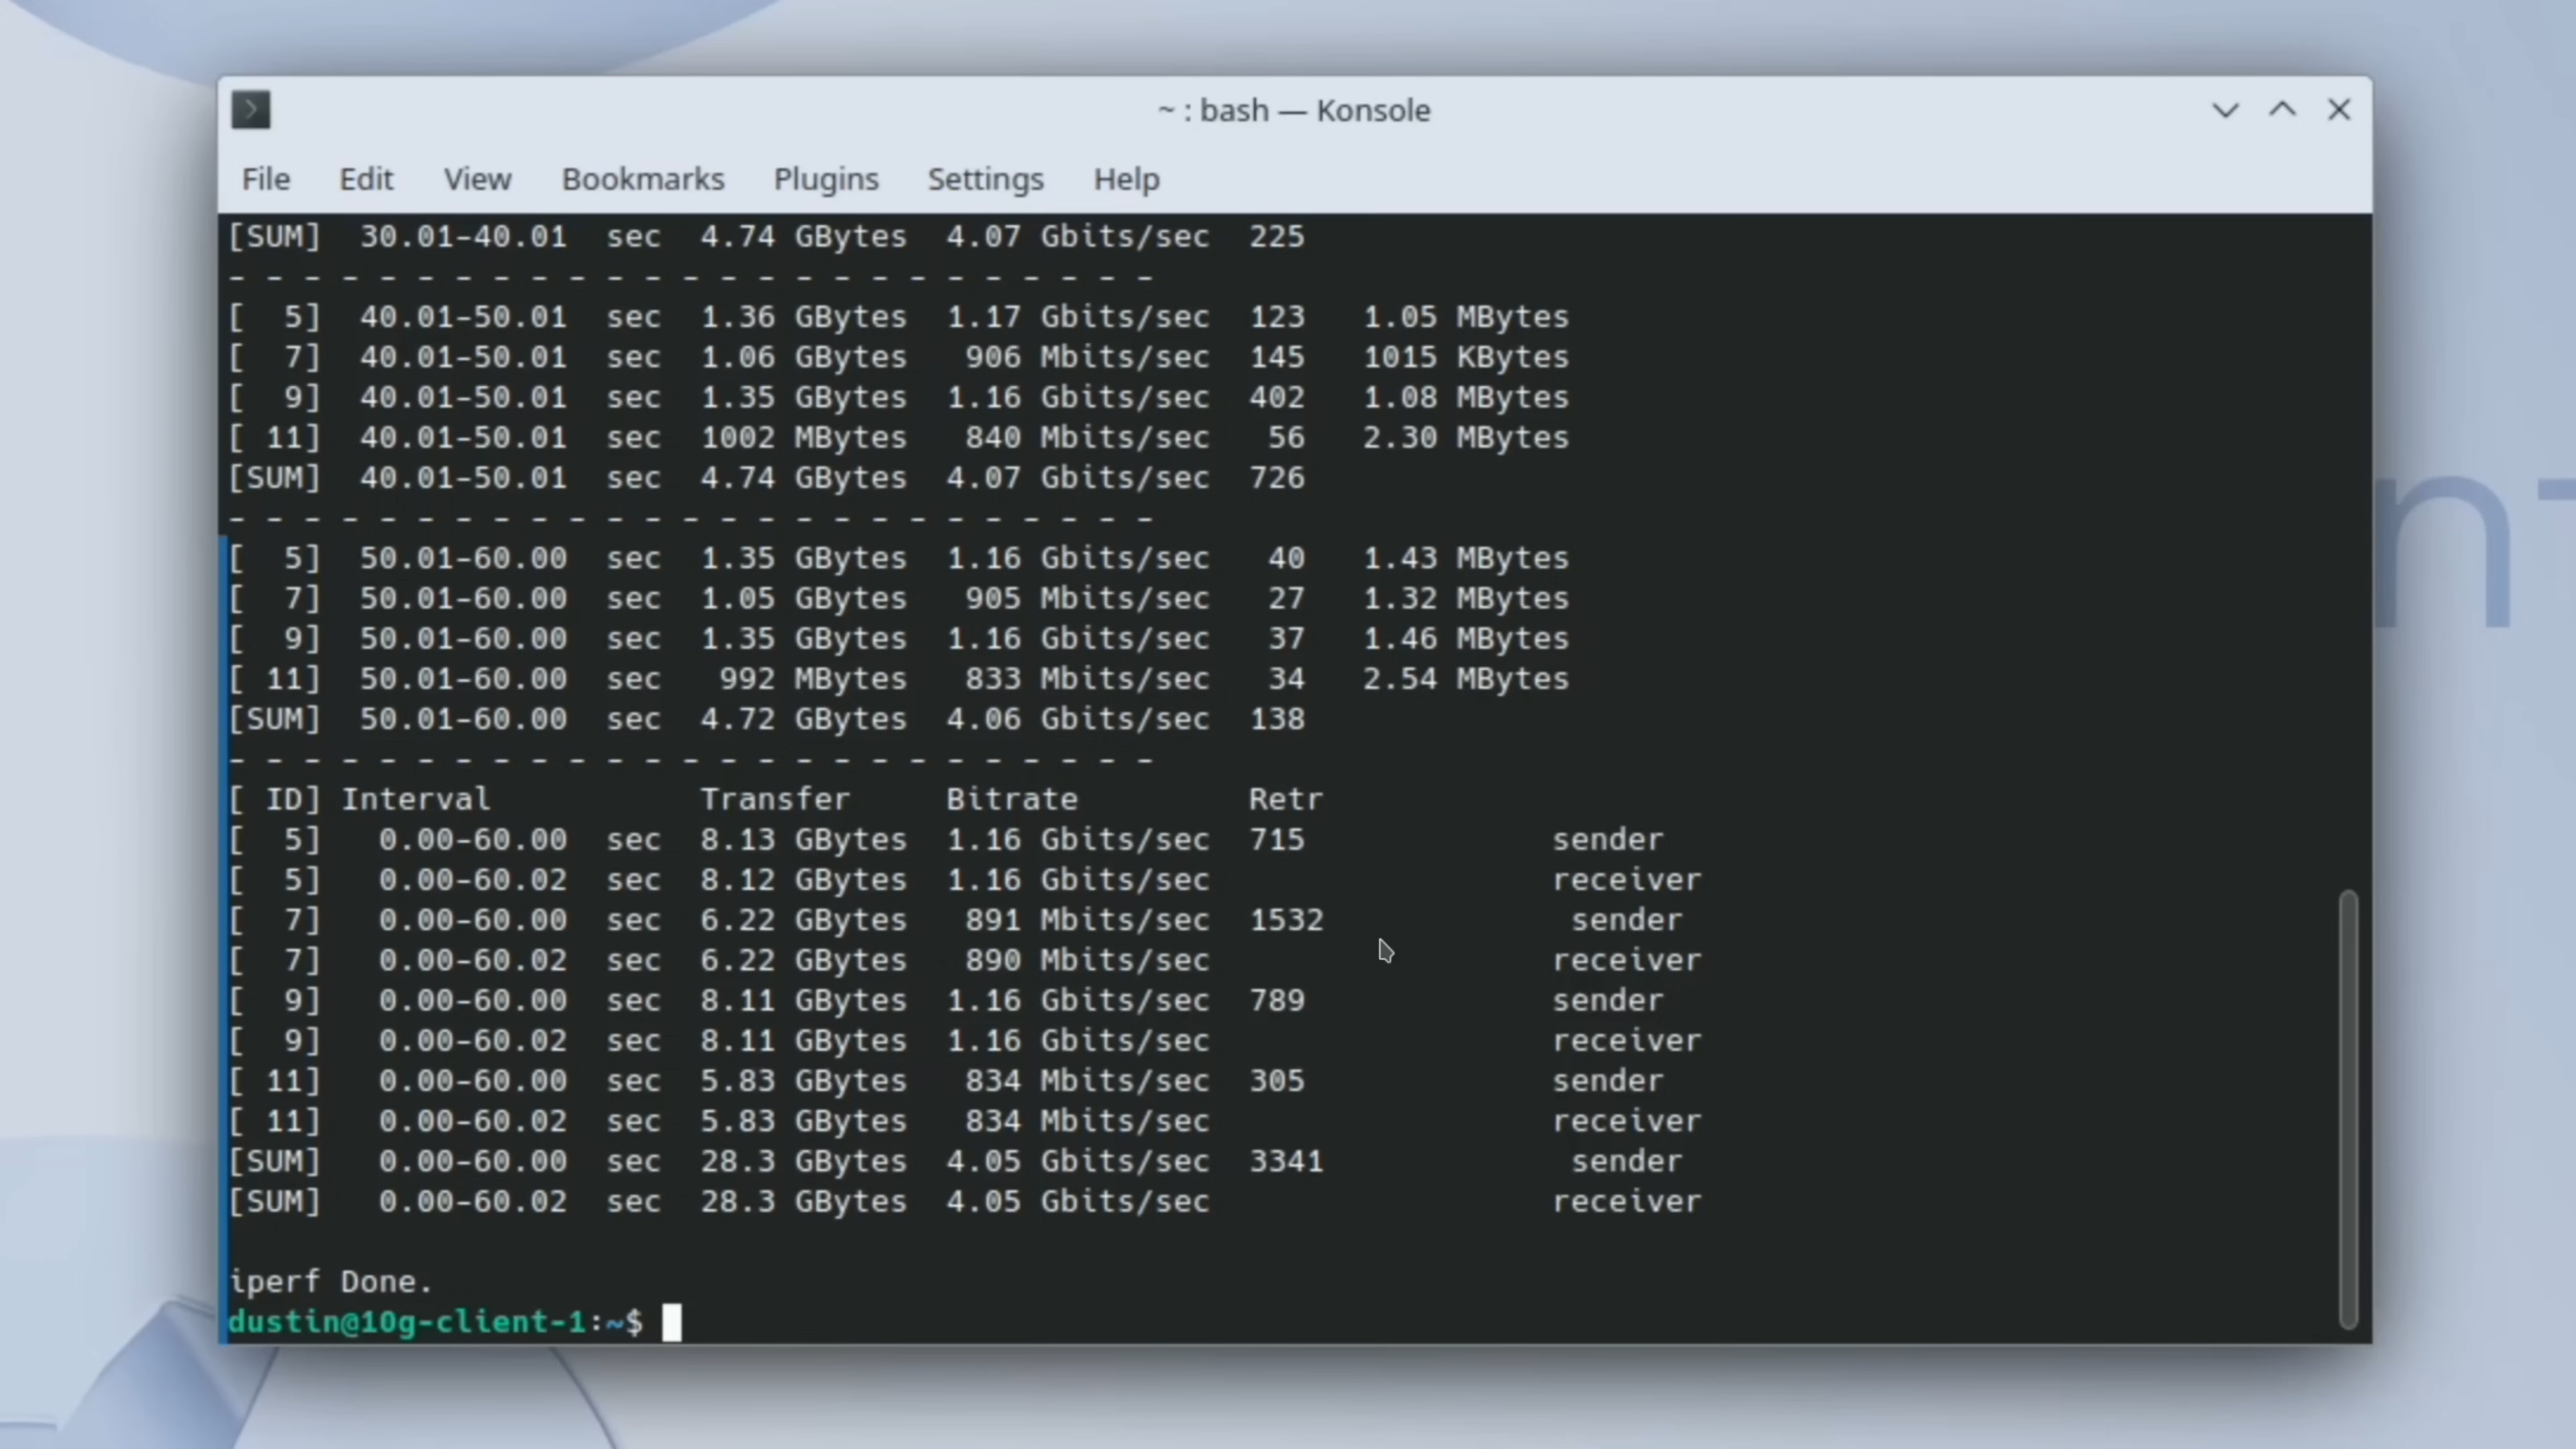 ~ : bash — Konsole
File Edit View Bookmarks Plugins Settings Help
[SUM]  30.01-40.01  sec  4.74 GBytes  4.07 Gbits/sec  225
- - - - - - - - - - - - - - - - - - - - - - - - -
[  5]  40.01-50.01  sec  1.36 GBytes  1.17 Gbits/sec  123   1.05 MBytes
[  7]  40.01-50.01  sec  1.06 GBytes   906 Mbits/sec  145   1015 KBytes
[  9]  40.01-50.01  sec  1.35 GBytes  1.16 Gbits/sec  402   1.08 MBytes
[ 11]  40.01-50.01  sec  1002 MBytes   840 Mbits/sec   56   2.30 MBytes
[SUM]  40.01-50.01  sec  4.74 GBytes  4.07 Gbits/sec  726
- - - - - - - - - - - - - - - - - - - - - - - - -
[  5]  50.01-60.00  sec  1.35 GBytes  1.16 Gbits/sec   40   1.43 MBytes
[  7]  50.01-60.00  sec  1.05 GBytes   905 Mbits/sec   27   1.32 MBytes
[  9]  50.01-60.00  sec  1.35 GBytes  1.16 Gbits/sec   37   1.46 MBytes
[ 11]  50.01-60.00  sec   992 MBytes   833 Mbits/sec   34   2.54 MBytes
[SUM]  50.01-60.00  sec  4.72 GBytes  4.06 Gbits/sec  138
- - - - - - - - - - - - - - - - - - - - - - - - -
[ ID] Interval           Transfer     Bitrate         Retr
[  5]   0.00-60.00  sec  8.13 GBytes  1.16 Gbits/sec  715             sender
[  5]   0.00-60.02  sec  8.12 GBytes  1.16 Gbits/sec                  receiver
[  7]   0.00-60.00  sec  6.22 GBytes   891 Mbits/sec  1532             sender
[  7]   0.00-60.02  sec  6.22 GBytes   890 Mbits/sec                  receiver
[  9]   0.00-60.00  sec  8.11 GBytes  1.16 Gbits/sec  789             sender
[  9]   0.00-60.02  sec  8.11 GBytes  1.16 Gbits/sec                  receiver
[ 11]   0.00-60.00  sec  5.83 GBytes   834 Mbits/sec  305             sender
[ 11]   0.00-60.02  sec  5.83 GBytes   834 Mbits/sec                  receiver
[SUM]   0.00-60.00  sec  28.3 GBytes  4.05 Gbits/sec  3341             sender
[SUM]   0.00-60.02  sec  28.3 GBytes  4.05 Gbits/sec                  receiver
iperf Done.
dustin@10g-client-1:~$